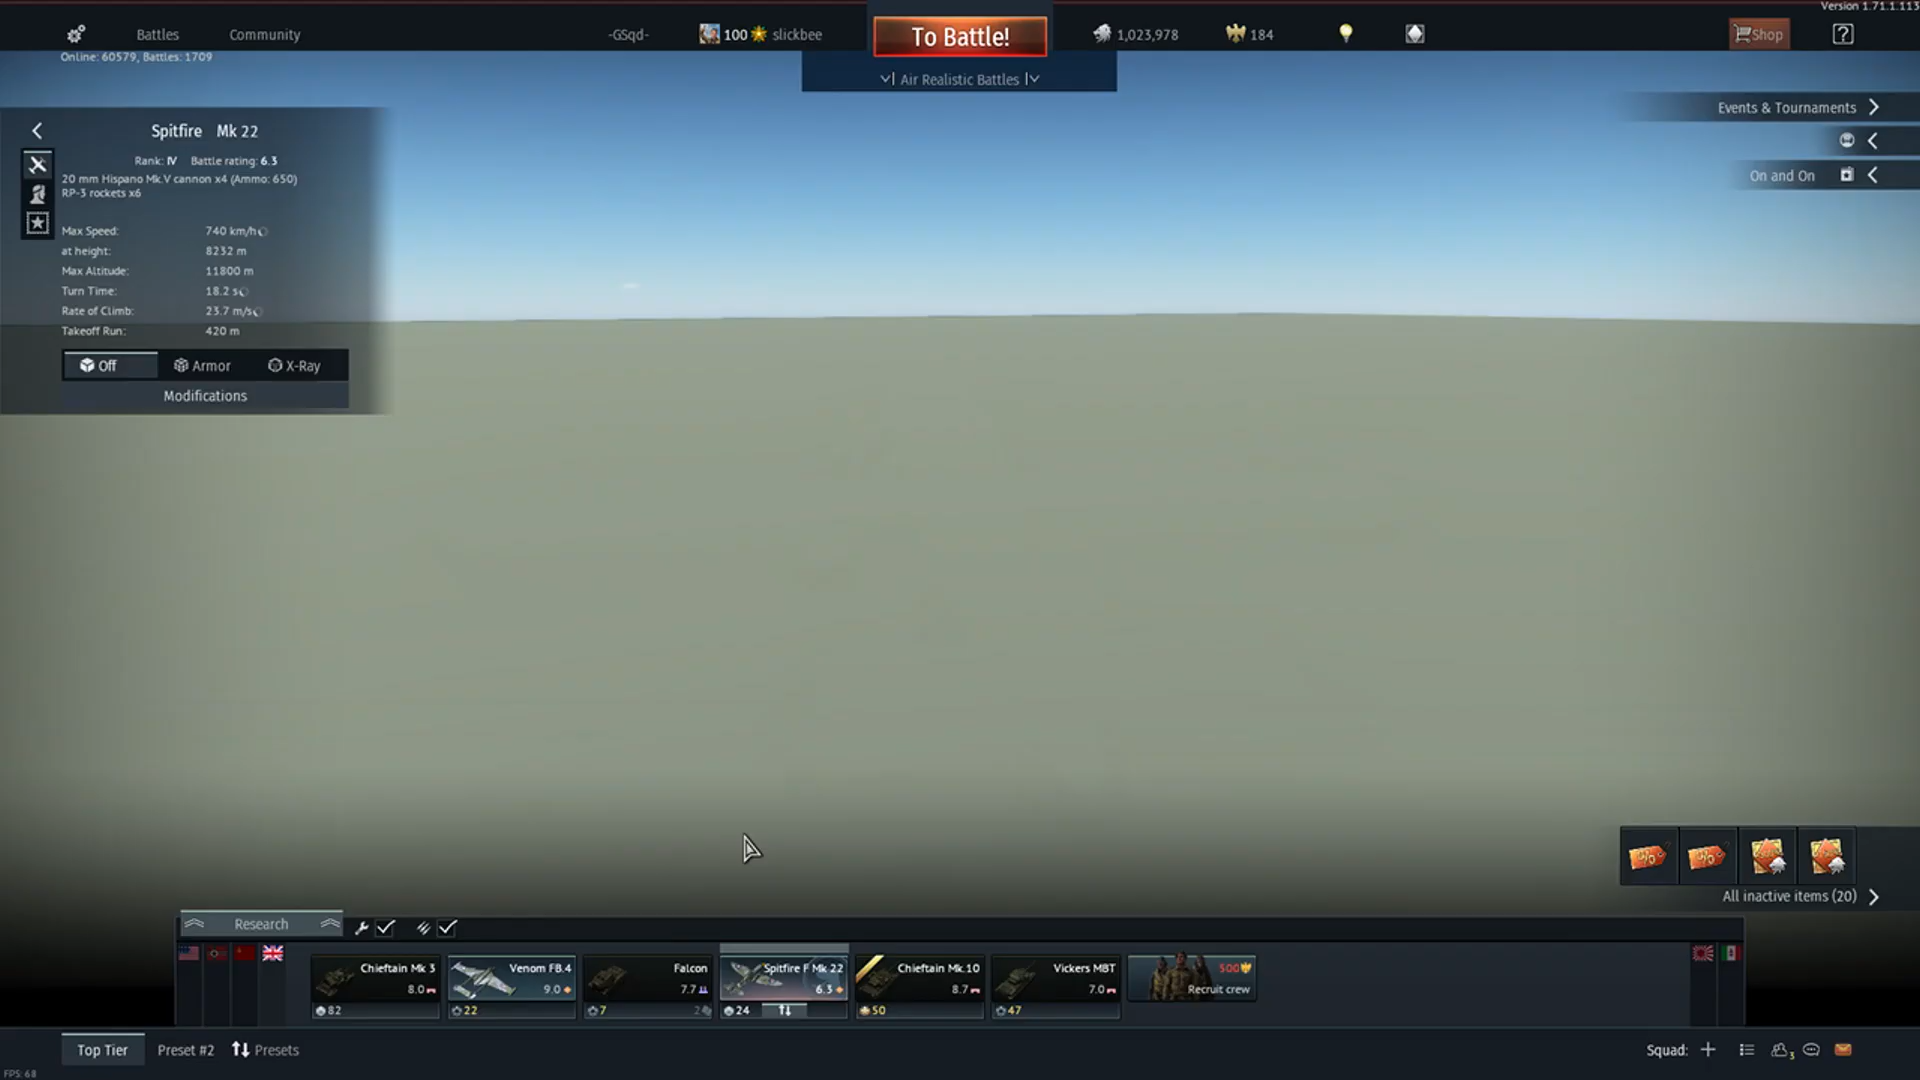 Version 1.71.1.113
Battles
Community
-GSqd-
100 slickbee
To Battle!
1,023,978
184
Shop
?
Online: 60579, Battles: 1709
Air Realistic Battles
Events & Tournaments
On and On
Spitfire Mk 22
Rank: IV Battle rating: 6.3
20 mm Hispano Mk.V cannon x4 (Ammo: 650)
RP-3 rockets x6
Max Speed: 740 km/h
at height: 8232 m
Max Altitude: 11800 m
Turn Time: 18.2 s
Rate of Climb: 23.7 m/s
Takeoff Run: 420 m
Off
Armor
X-Ray
Modifications
All inactive items (20)
Research
Chieftain Mk 3
8.0
82
Venom FB.4
9.0
22
Falcon
7.7
7
2
Spitfire F Mk 22
6.3
24
Chieftain Mk.10
8.7
50
Vickers MBT
7.0
47
500
Recruit crew
Top Tier
Preset #2
Presets
Squad: +
3
FPS: 68